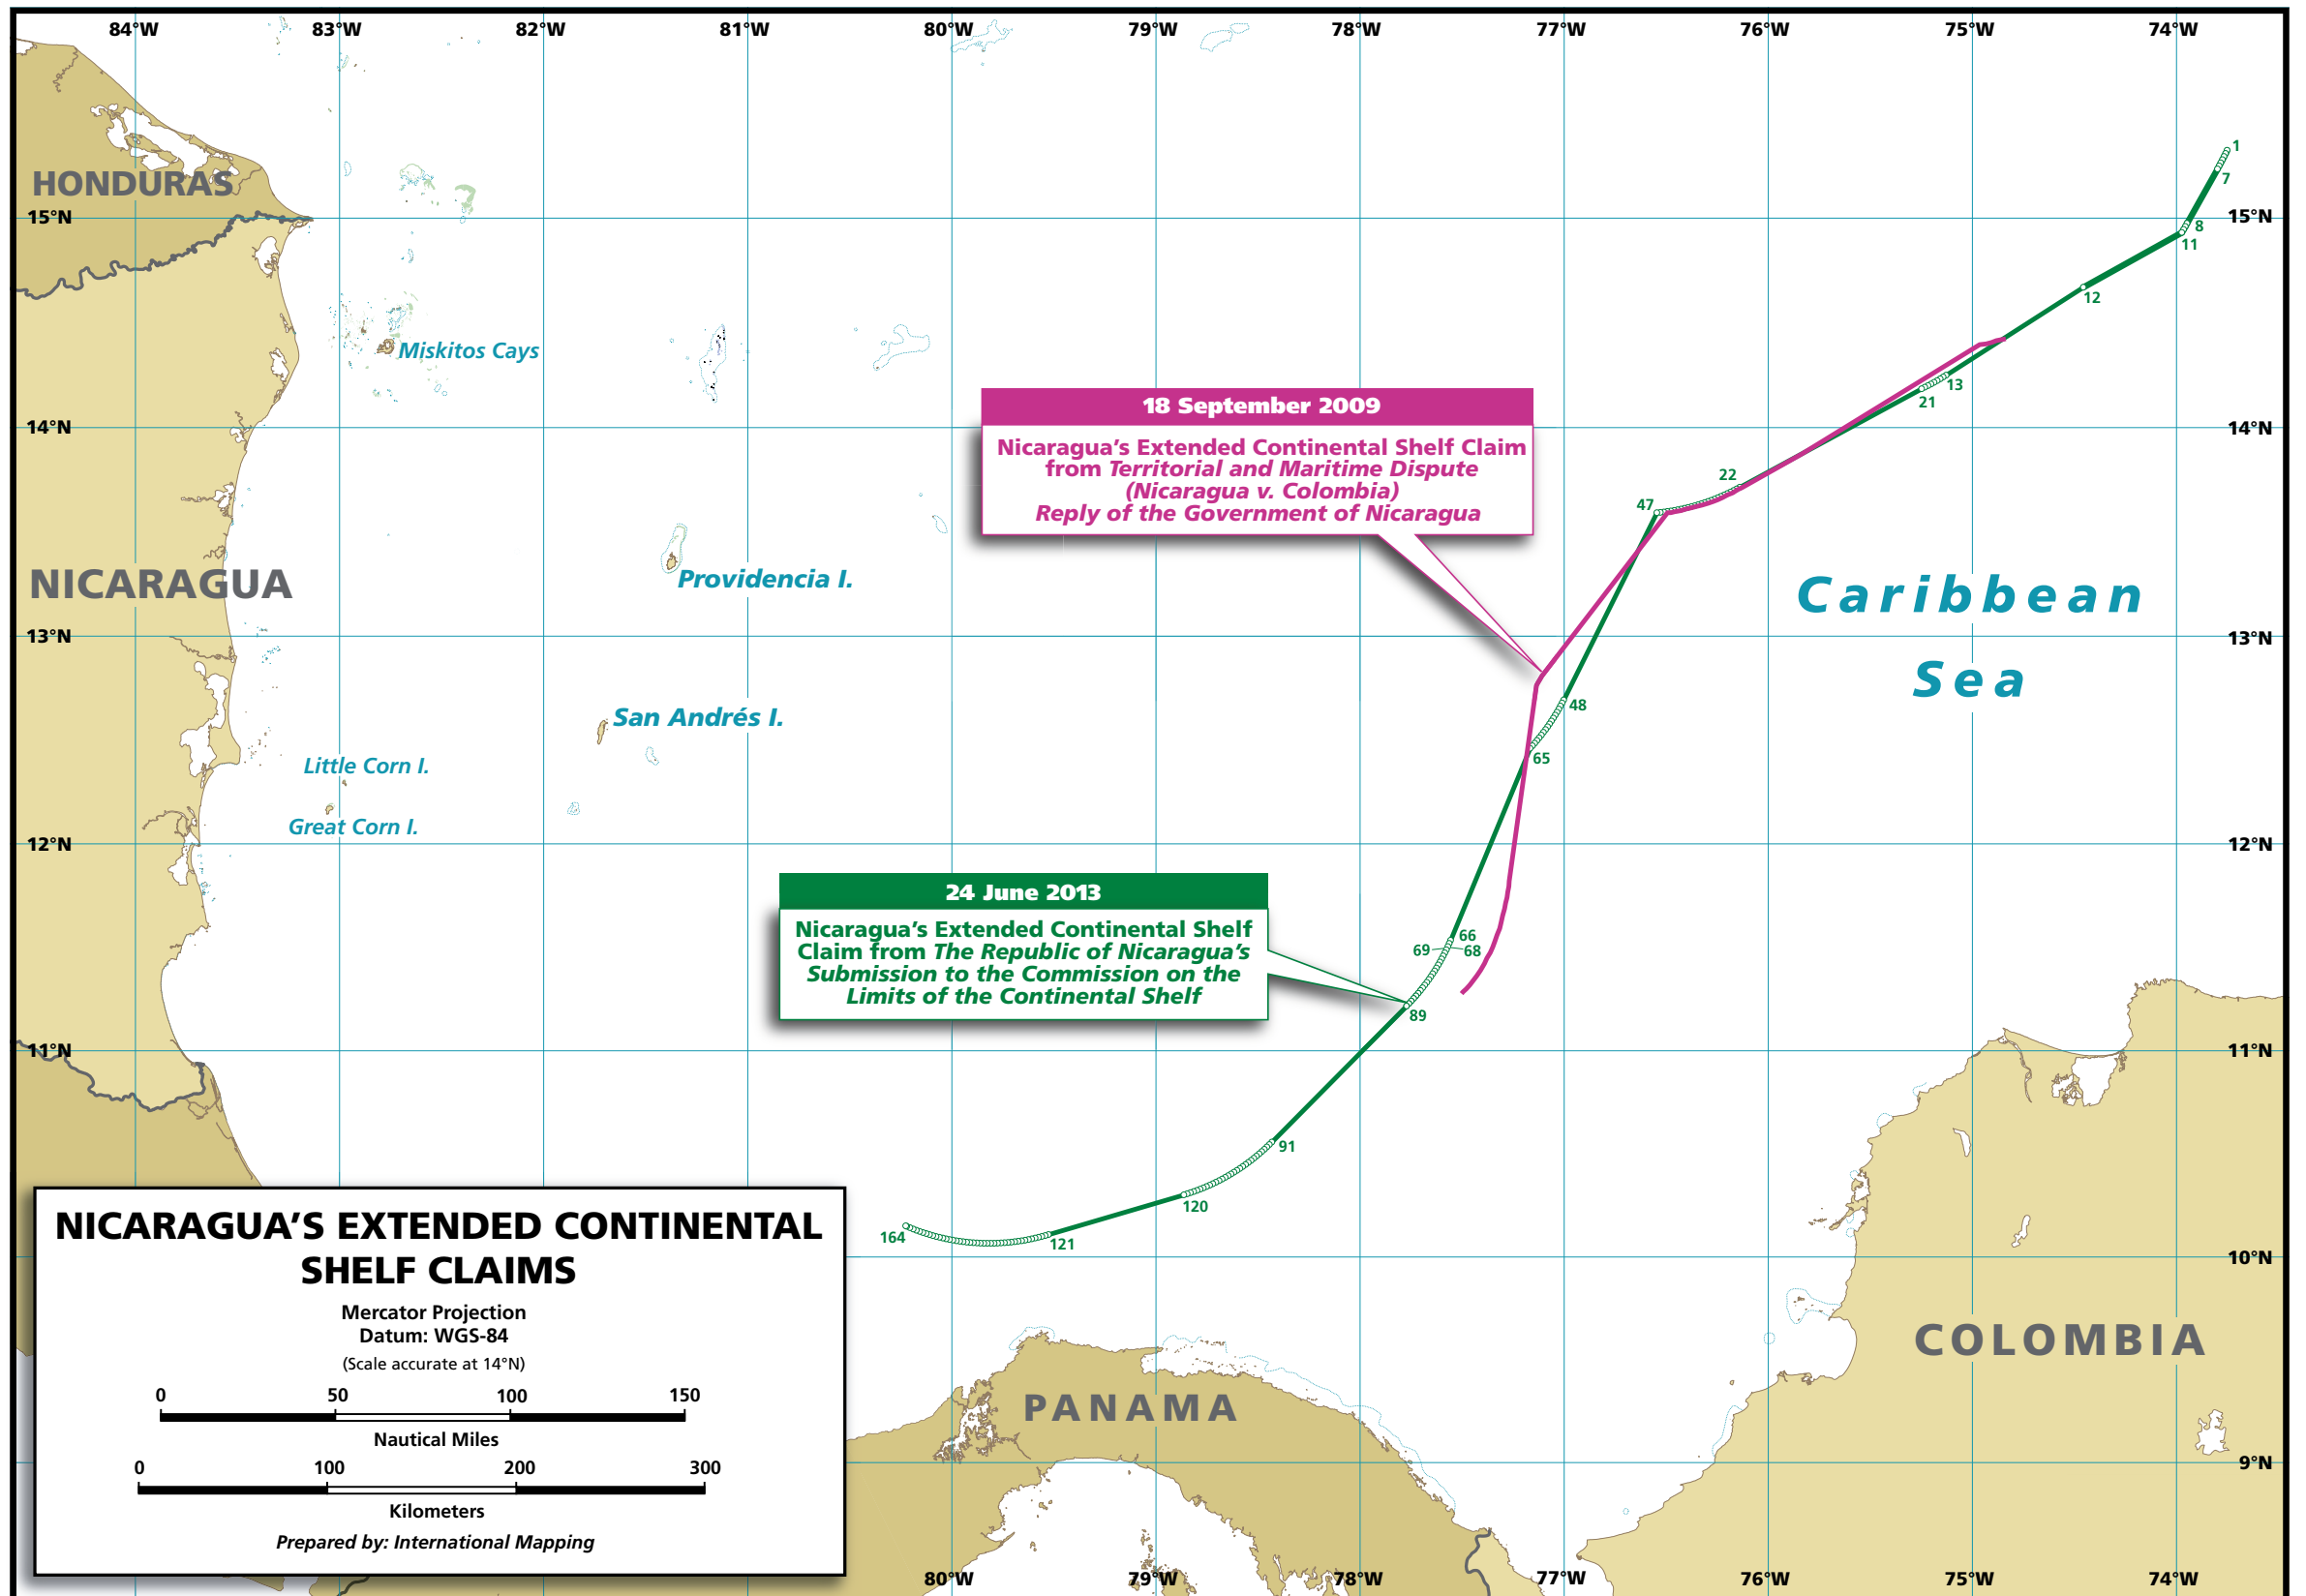 84°W 83°W 82°W 81°W 80°W 79°W 78°W 77°W 76°W 75°W 74°W
1
7
HONDURAS
15°N 15°N
8
11
12
Miskitos Cays
13
21
18 September 2009
14°N 14°N
Nicaragua's Extended Continental Shelf Claim
from Territorial and Maritime Dispute
(Nicaragua v. Colombia)
Reply of the Government of Nicaragua
22
47
Providencia I.
NICARAGUA
Caribbean
Sea
13°N 13°N
48
San Andrés I.
65
Little Corn I.
Great Corn I.
12°N 12°N
24 June 2013
Nicaragua's Extended Continental Shelf
Claim from The Republic of Nicaragua's
Submission to the Commission on the
Limits of the Continental Shelf
66
69 68
89
11°N 11°N
91
120
164 121
10°N
NICARAGUA'S EXTENDED CONTINENTAL
SHELF CLAIMS
Mercator Projection
Datum: WGS-84
(Scale accurate at 14°N)
0 50 100 150
Nautical Miles
0 100 200 300
Kilometers
Prepared by: International Mapping
COLOMBIA
PANAMA
9°N
80°W 79°W 78°W 77°W 76°W 75°W 74°W